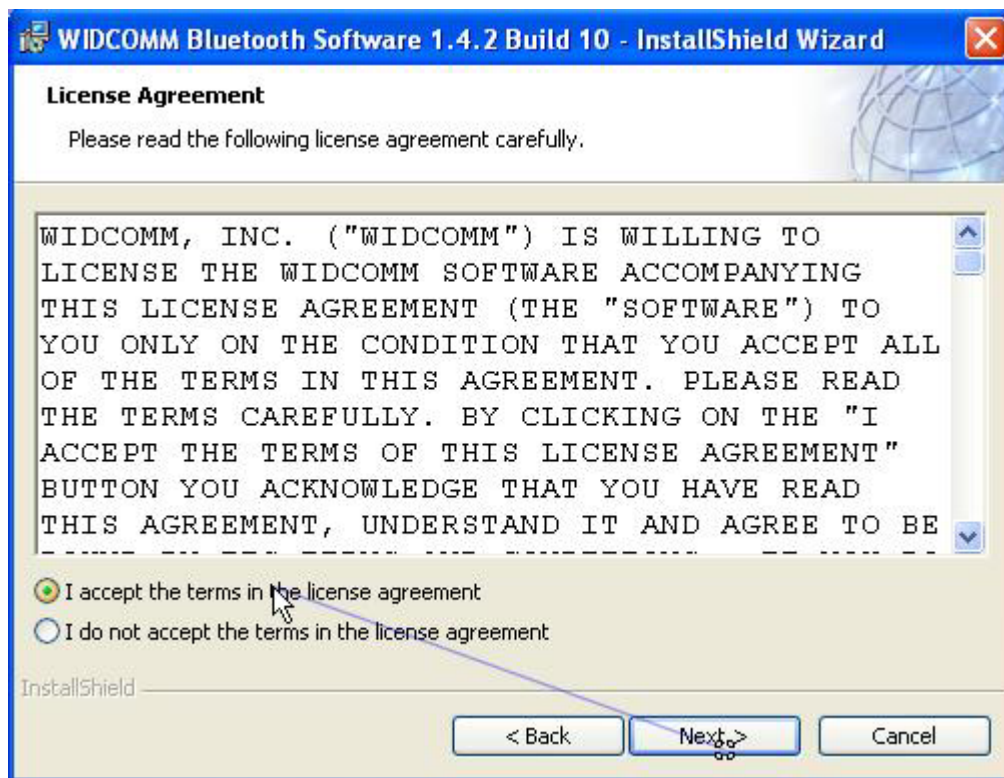 WIDCOMM Bluetooth Software 1.4.2 Build 10 - InstallShield Wizard
License Agreement
Please read the following license agreement carefully.
WIDCOMM, INC. ("WIDCOMM") IS WILLING TO
LICENSE THE WIDCOMM SOFTWARE ACCOMPANYING
THIS LICENSE AGREEMENT (THE "SOFTWARE") TO
YOU ONLY ON THE CONDITION THAT YOU ACCEPT ALL
OF THE TERMS IN THIS AGREEMENT. PLEASE READ
THE TERMS CAREFULLY. BY CLICKING ON THE "I
ACCEPT THE TERMS OF THIS LICENSE AGREEMENT"
BUTTON YOU ACKNOWLEDGE THAT YOU HAVE READ
THIS AGREEMENT, UNDERSTAND IT AND AGREE TO BE
I accept the terms in the license agreement
I do not accept the terms in the license agreement
InstallShield
< Back Next > Cancel